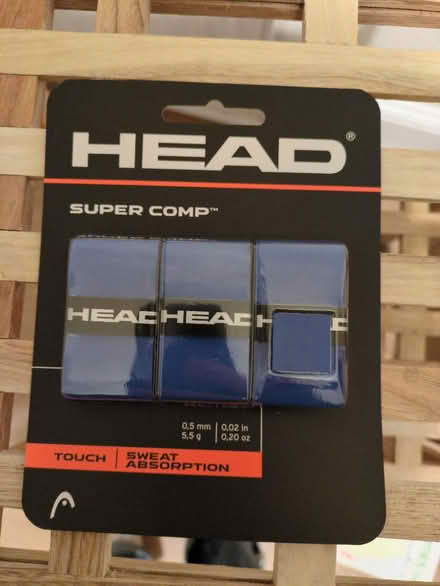 HEAD®
SUPER COMP™
HEAD HEAD H D
0,5 mm | 0,02 in
5,5 g | 0,20 oz
TOUCH | SWEAT
ABSORPTION